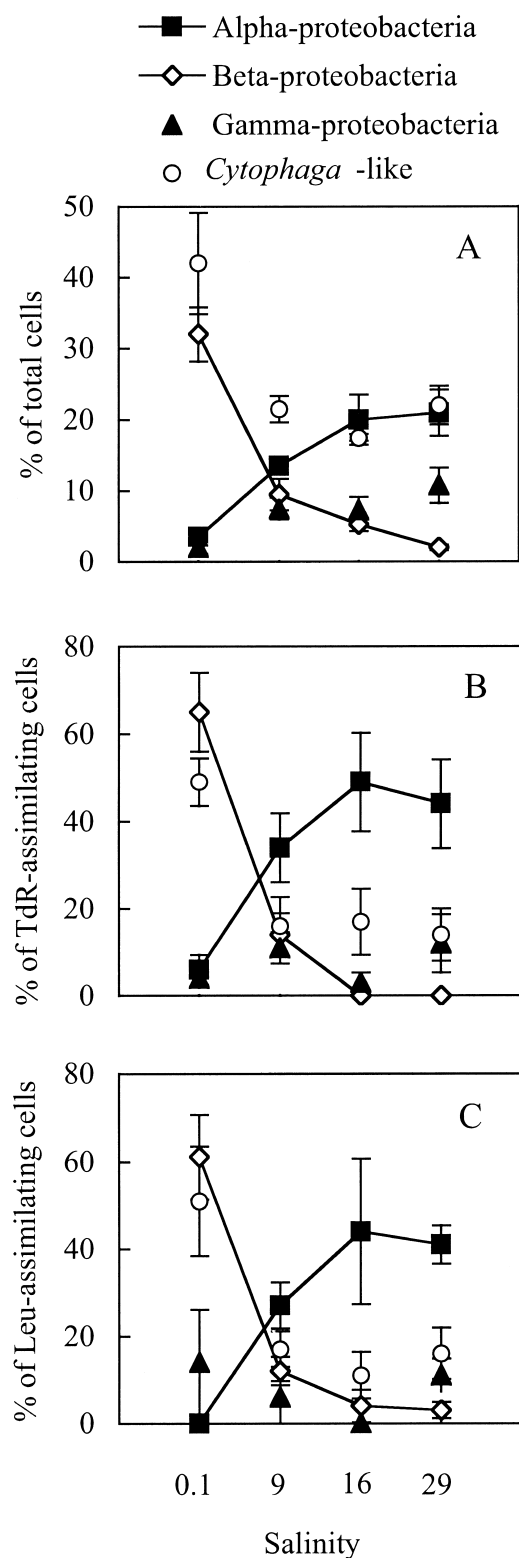 Alpha-proteobacteria
Beta-proteobacteria
Gamma-proteobacteria
Cytophaga -like
50
40
30
20
10
0
% of total cells
A
80
60
40
20
0
% of TdR-assimilating cells
B
80
60
40
20
0
% of Leu-assimilating cells
C
0.1 9 16 29
Salinity